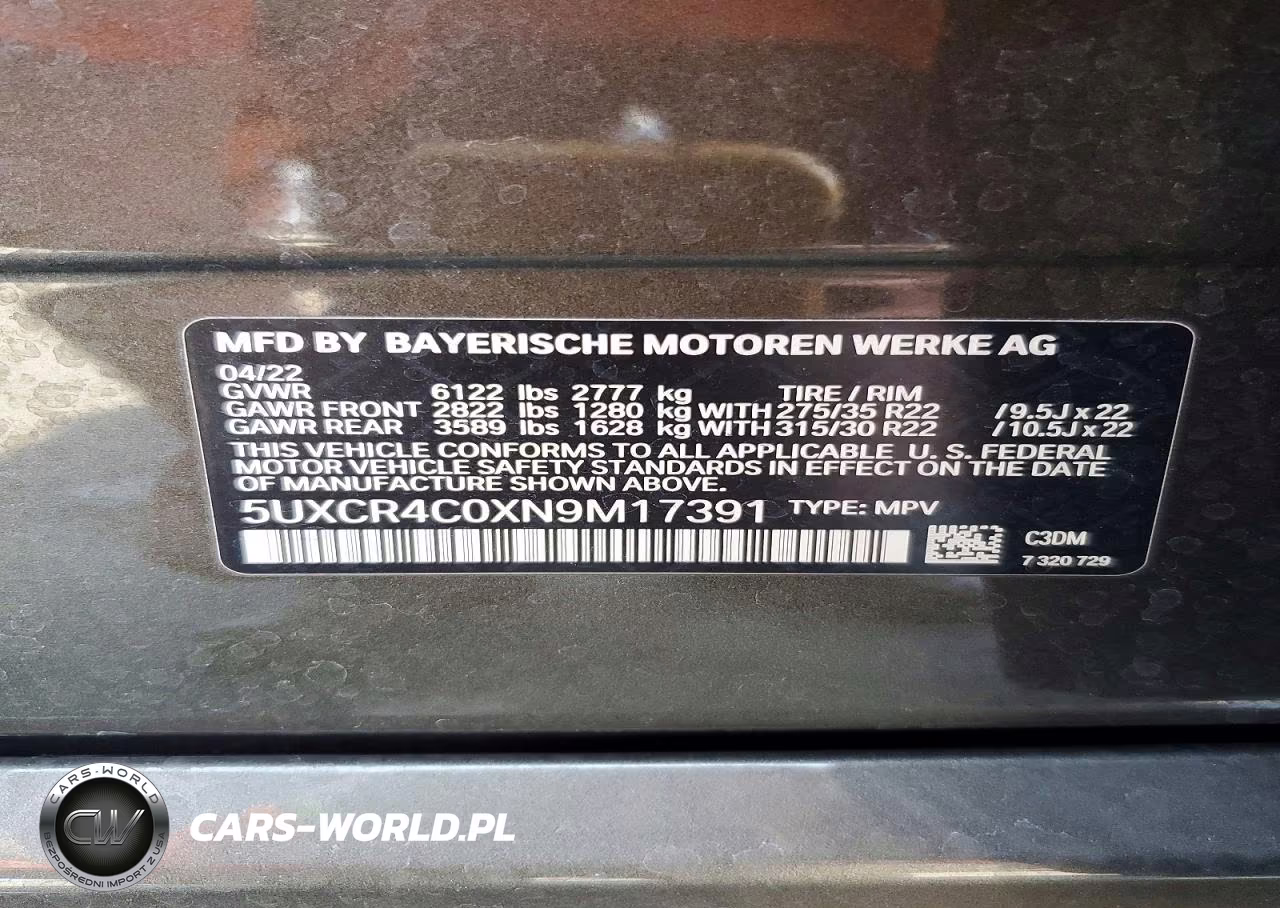 MFD BY BAYERISCHE MOTOREN WERKE AG
04/22
GVWR 6122 lbs 2777 kg TIRE / RIM
GAWR FRONT 2822 lbs 1280 kg WITH 275/35 R22 / 9.5J x 22
GAWR REAR 3589 lbs 1628 kg WITH 315/30 R22 / 10.5J x 22
THIS VEHICLE CONFORMS TO ALL APPLICABLE U. S. FEDERAL
MOTOR VEHICLE SAFETY STANDARDS IN EFFECT ON THE DATE
OF MANUFACTURE SHOWN ABOVE.
5UXCR4C0XN9M17391 TYPE: MPV
C3DM
7 320 729
CARS-WORLD
CW
BEZPOŚREDNI IMPORT Z USA
CARS-WORLD.PL